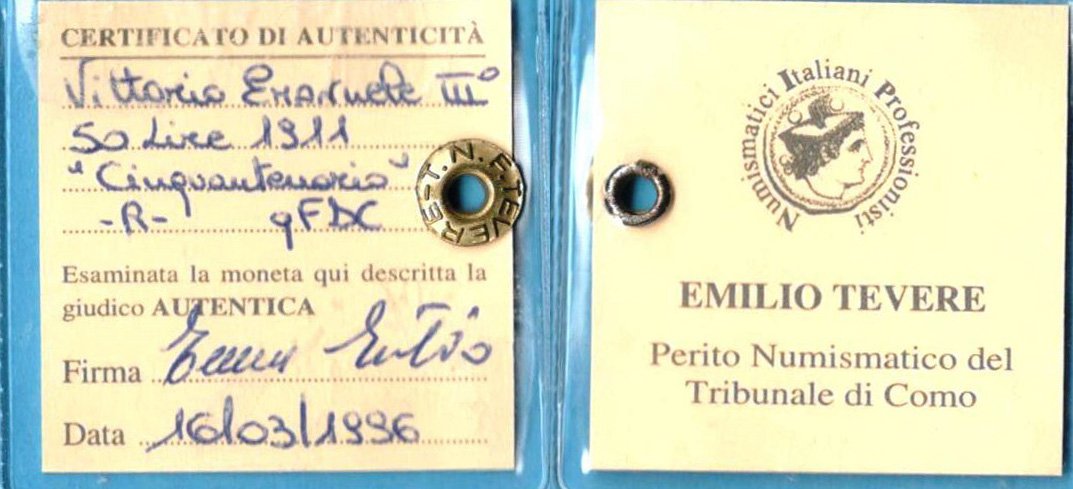 CERTIFICATO DI AUTENTICITÀ
Vittorio Emanuele III°
50 Lire 1911
"Cinquantenario"
-R- qFDC
Esaminata la moneta qui descritta la
giudico AUTENTICA
Firma
Data 16/03/1996
T.N.F. TEVERE
Numismatici Italiani Professionisti
EMILIO TEVERE
Perito Numismatico del
Tribunale di Como